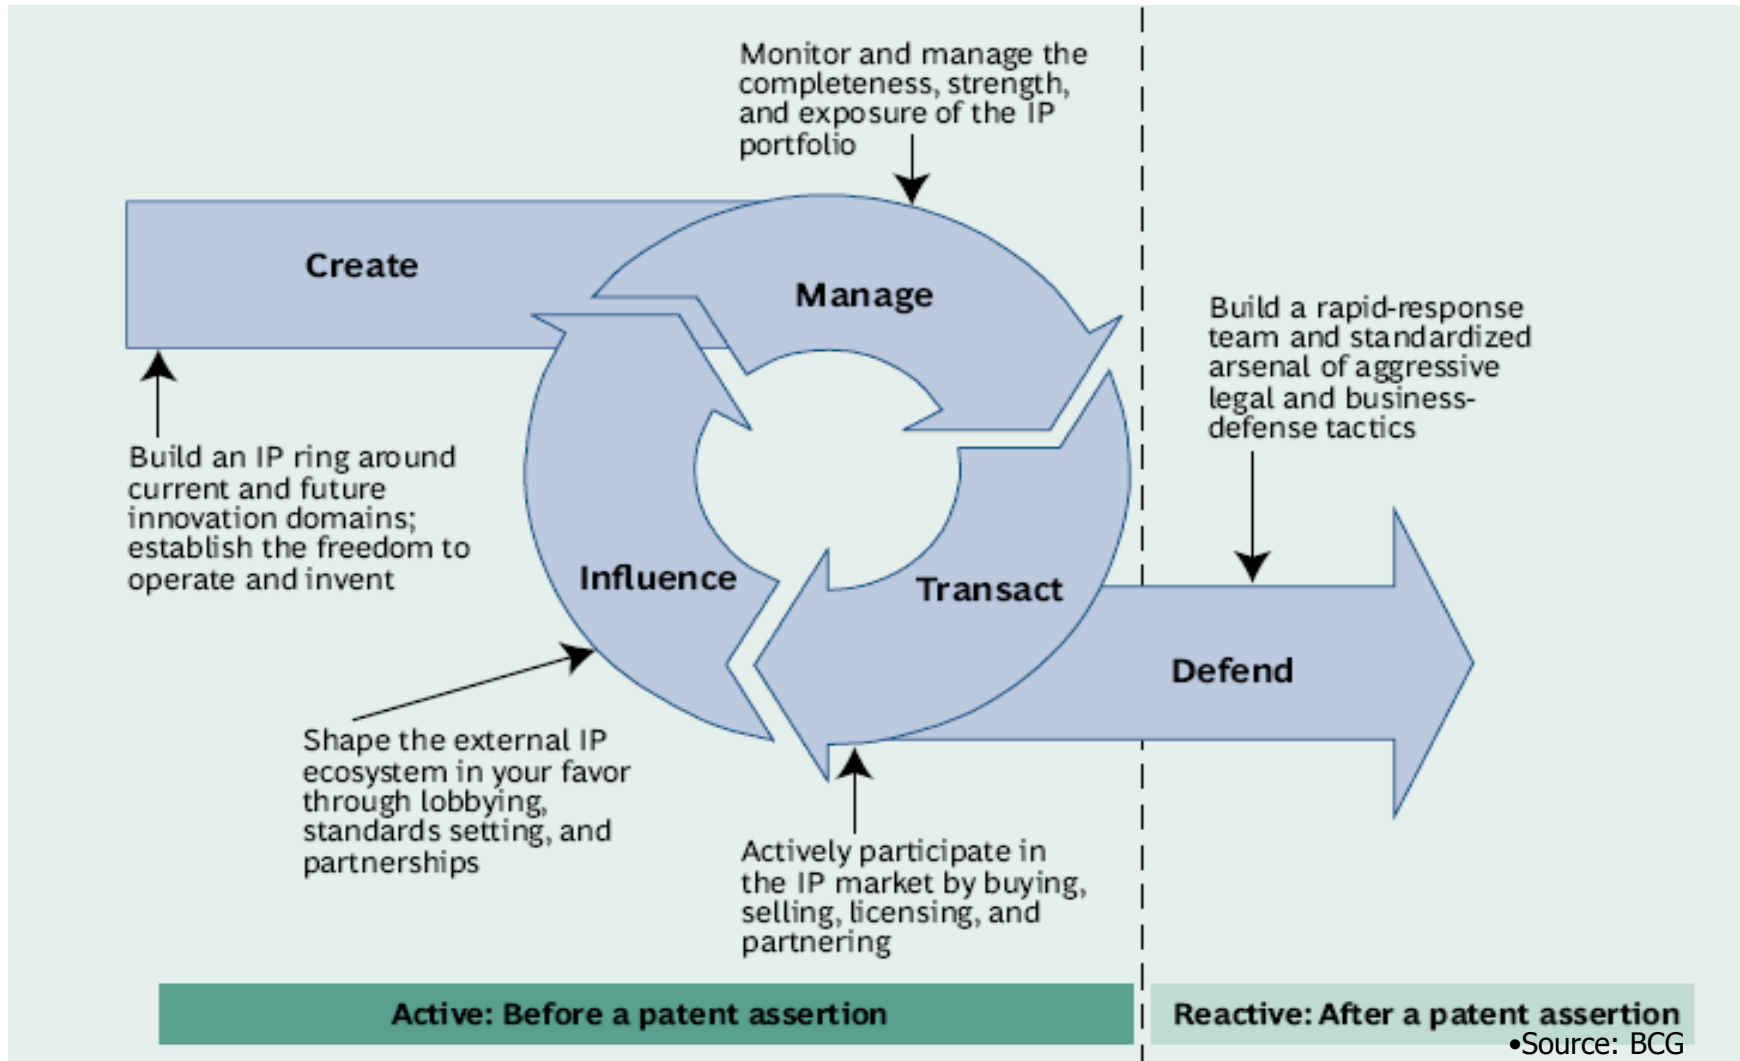 Monitor and manage the
completeness, strength,
and exposure of the IP
portfolio
Create
Manage
Build a rapid-response
team and standardized
arsenal of aggressive
legal and business-
defense tactics
Build an IP ring around
current and future
innovation domains;
establish the freedom to
operate and invent
Influence
Transact
Defend
Shape the external IP
ecosystem in your favor
through lobbying,
standards setting, and
partnerships
Actively participate in
the IP market by buying,
selling, licensing, and
partnering
Active: Before a patent assertion
Reactive: After a patent assertion
•Source: BCG